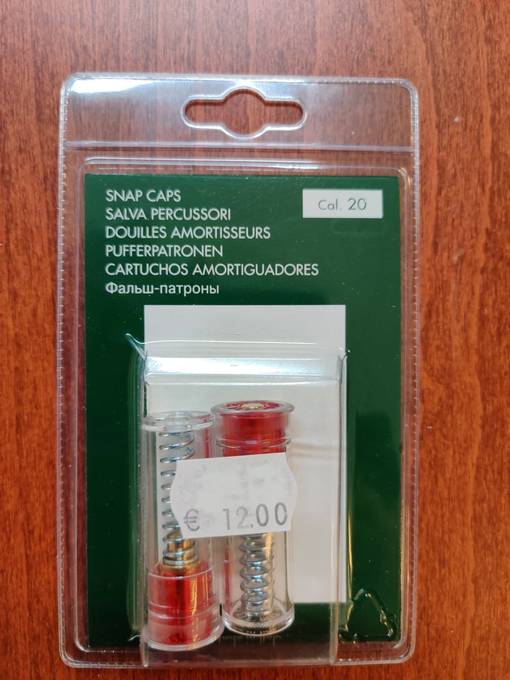 SNAP CAPS
Cal. 20
SALVA PERCUSSORI
DOUILLES AMORTISSEURS
PUFFERPATRONEN
CARTUCHOS AMORTIGUADORES
Фальш-патроны
€ 12.00